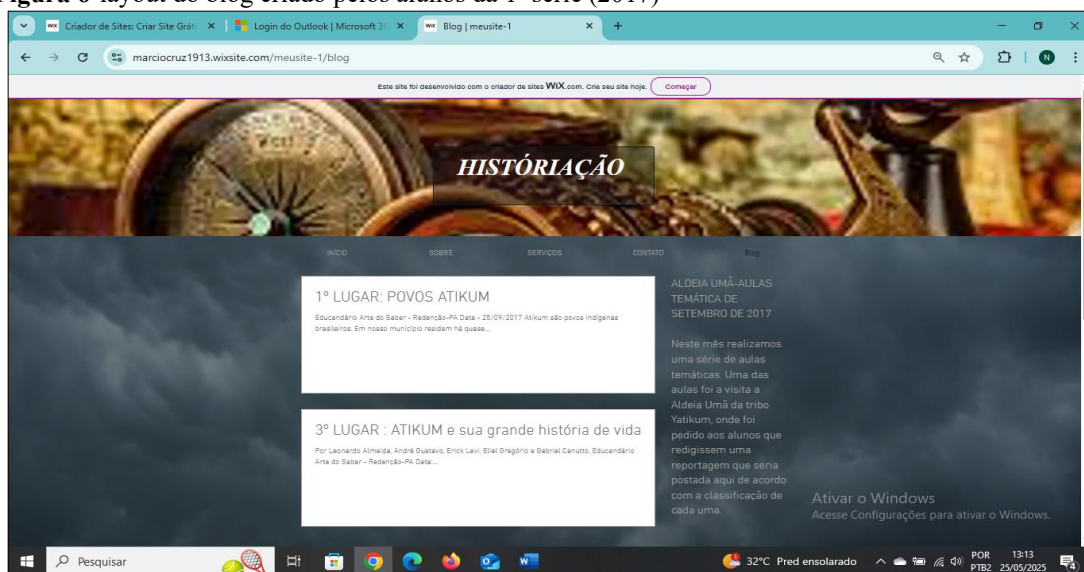 Figura 6-layout do blog criado pelos alunos da 1ª série (2017)
Criador de Sites: Criar Site Grát
Login do Outlook | Microsoft 3
Blog | meusite-1
marciocruz1913.wixsite.com/meusite-1/blog
Este site foi desenvolvido com o criador de sites WiX.com. Crie seu site hoje.
Começar
HISTÓRIAÇÃO
INÍCIO SOBRE SERVIÇOS CONTATO Blog
1º LUGAR: POVOS ATIKUM
Educandário Arte do Saber - Redenção-PA Data - 25/09/2017 Atikum são povos indígenas
brasileiros. Em nosso município residem há quase...
3º LUGAR : ATIKUM e sua grande história de vida
Por Leonardo Almeida, André Gustavo, Erick Levi, Eliel Gregório e Gabriel Canutto. Educandário
Arte do Saber - Redenção-PA Data:...
ALDEIA UMÃ-AULAS
TEMÁTICA DE
SETEMBRO DE 2017
Neste mês realizamos
uma série de aulas
temáticas. Uma das
aulas foi a visita a
Aldeia Umã da tribo
Yatikum, onde foi
pedido aos alunos que
redigissem uma
reportagem que seria
postada aqui de acordo
com a classificação de
cada uma.
Ativar o Windows
Acesse Configurações para ativar o Windows.
Pesquisar
32°C Pred ensolarado
POR
PTB2
13:13
25/05/2025